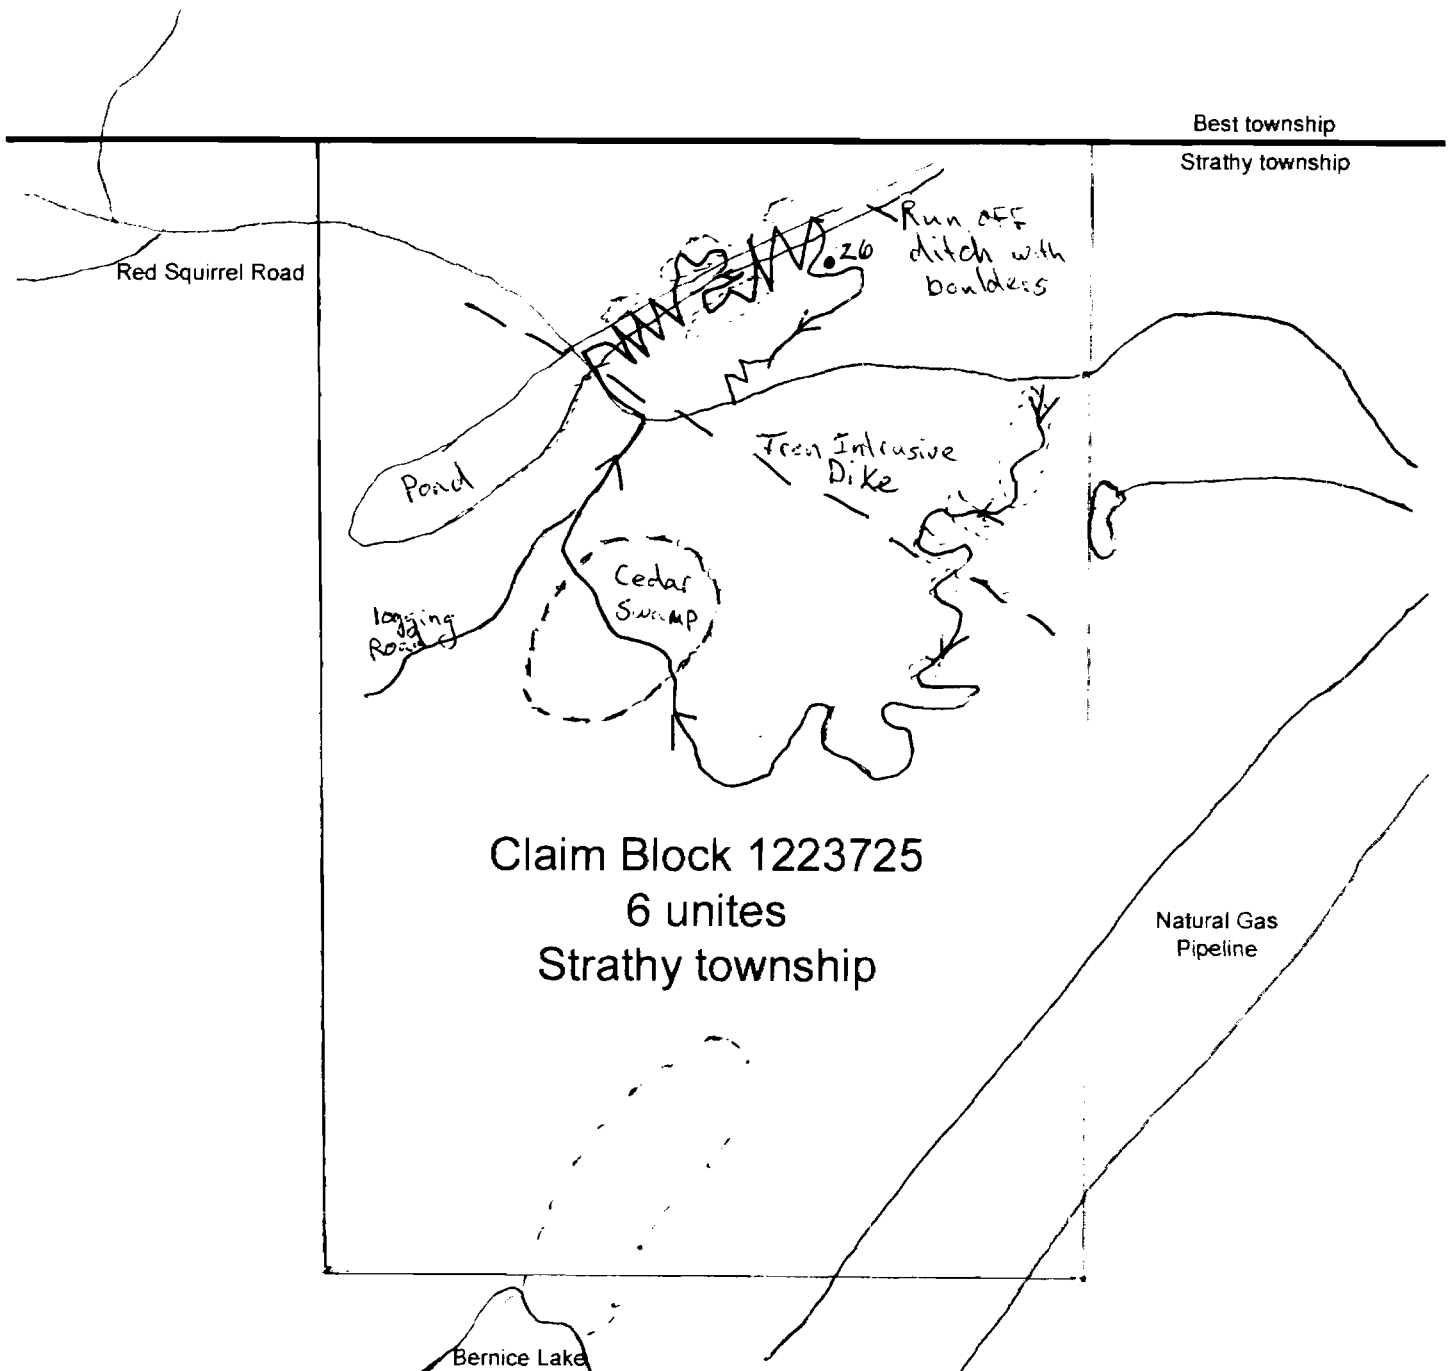 Best township
Strathy township
Red Squirrel Road
Run off
ditch with
boulders
26
Pond
Iron Intrusive
Dike
Cedar
Swamp
logging
Road
Claim Block 1223725
6 unites
Strathy township
Natural Gas
Pipeline
Bernice Lake